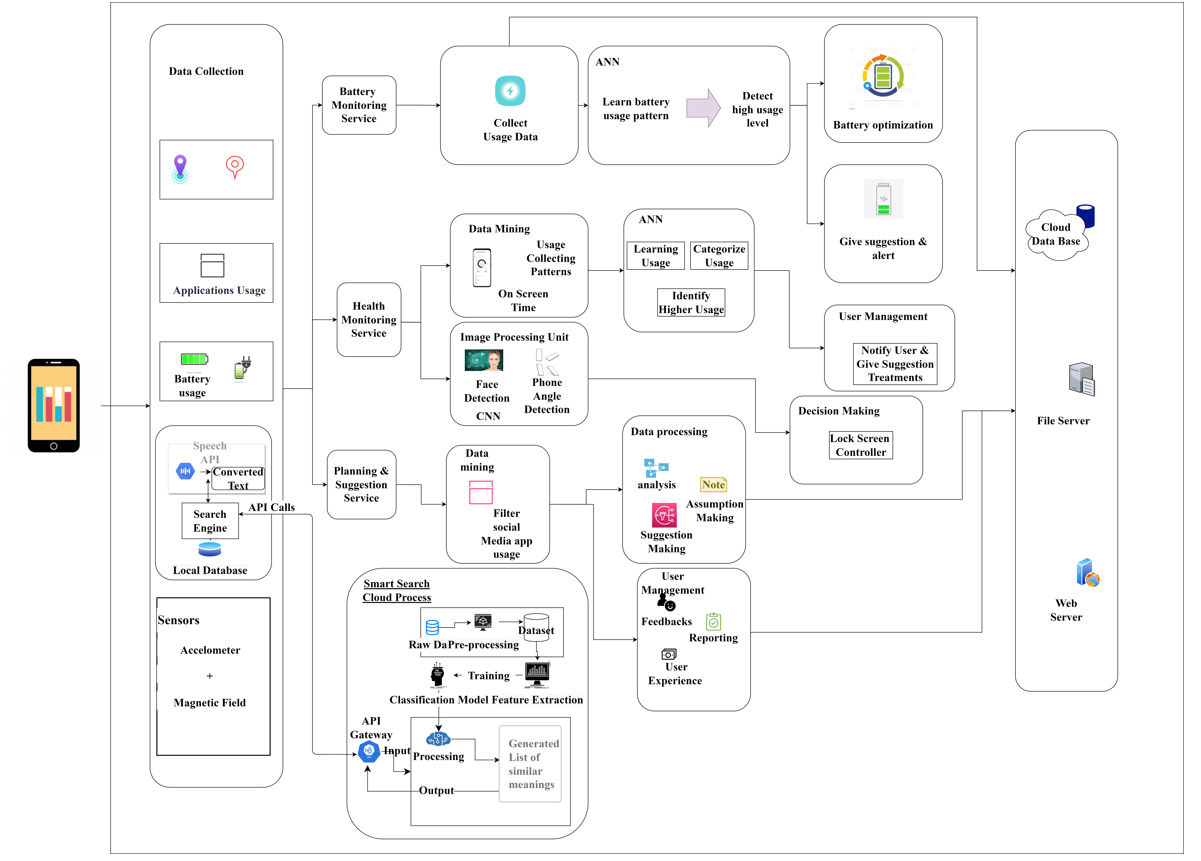 Data Collection
Applications Usage
Battery
usage
Speech
API
Converted
Text
Search
Engine
API Calls
Local Database
Sensors
Accelometer
+
Magnetic Field
Battery
Monitoring
Service
Collect
Usage Data
ANN
Learn battery
usage pattern
Detect
high usage
level
Battery optimization
Give suggestion &
alert
Health
Monitoring
Service
Data Mining
Usage
Collecting
Patterns
On Screen
Time
ANN
Learning
Usage
Categorize
Usage
Identify
Higher Usage
User Management
Notify User &
Give Suggestion
Treatments
Image Processing Unit
Face
Detection
CNN
Phone
Angle
Detection
Decision Making
Lock Screen
Controller
Planning &
Suggestion
Service
Data
mining
Filter
social
Media app
usage
Data processing
analysis
Note
Assumption
Making
Suggestion
Making
User
Management
Feedbacks
Reporting
User
Experience
Smart Search
Cloud Process
Raw DaPre-processing
Dataset
Training
Classification Model Feature Extraction
API
Gateway
Input
Processing
Generated
List of
similar
meanings
Output
Cloud
Data Base
File Server
Web
Server